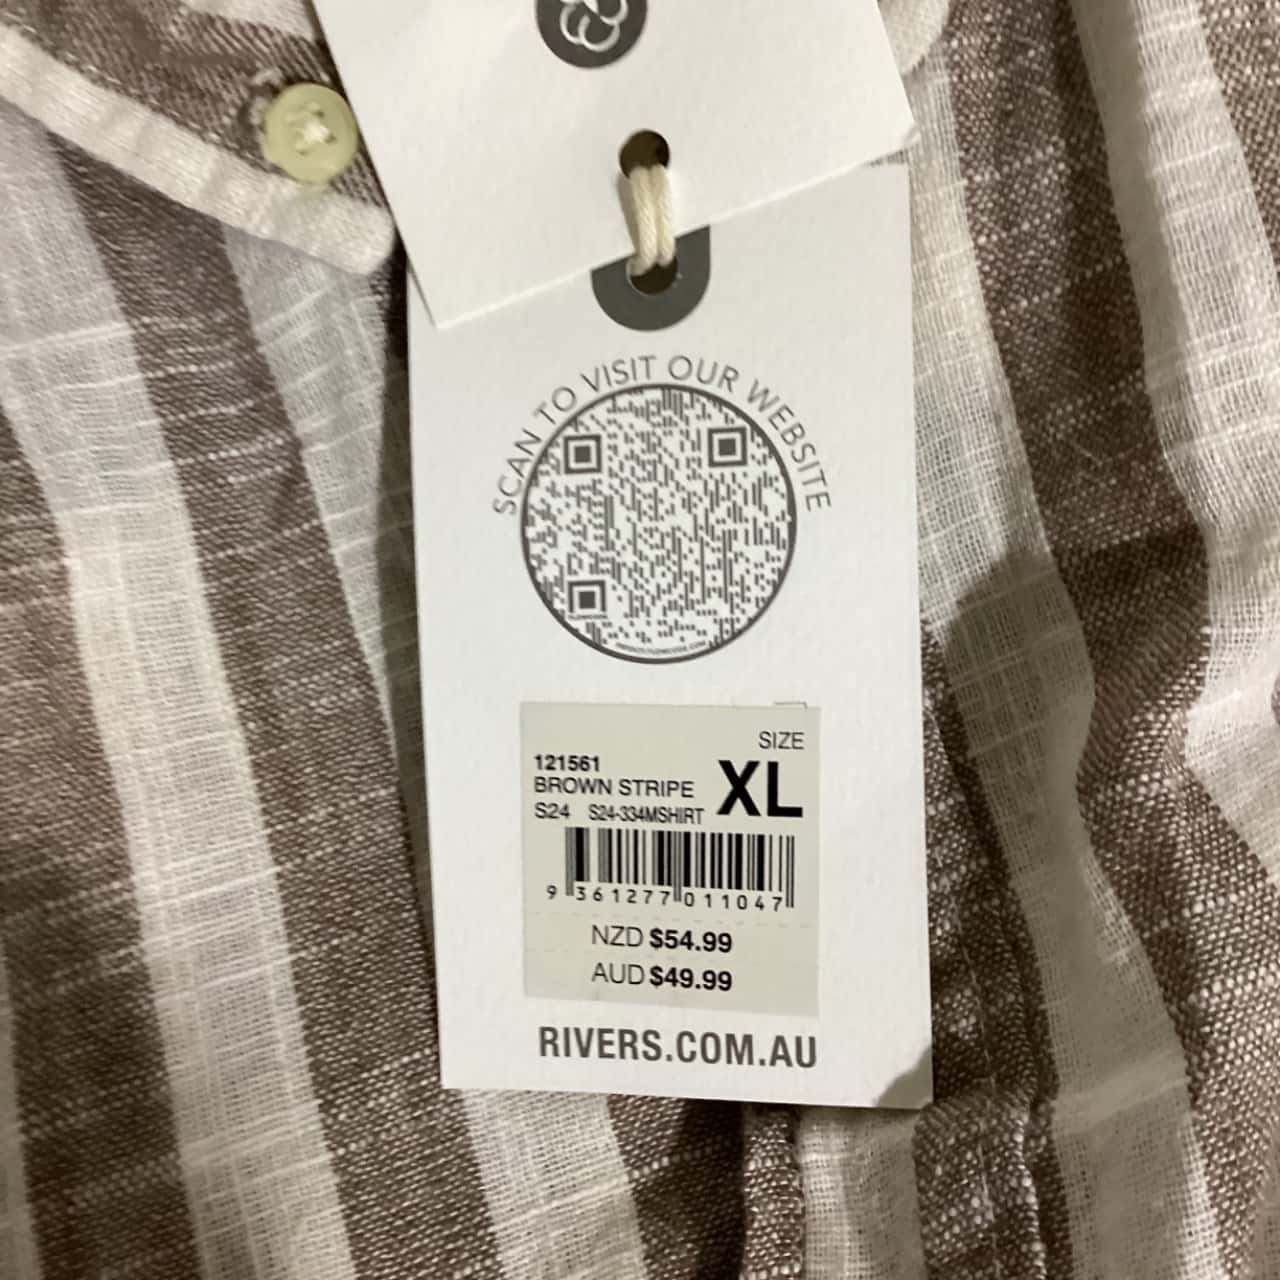 SCAN TO VISIT OUR WEBSITE
SIZE
121561
BROWN STRIPE
XL
S24 S24-334MSHIRT
9 361277 011047
NZD $54.99
AUD $49.99
RIVERS.COM.AU